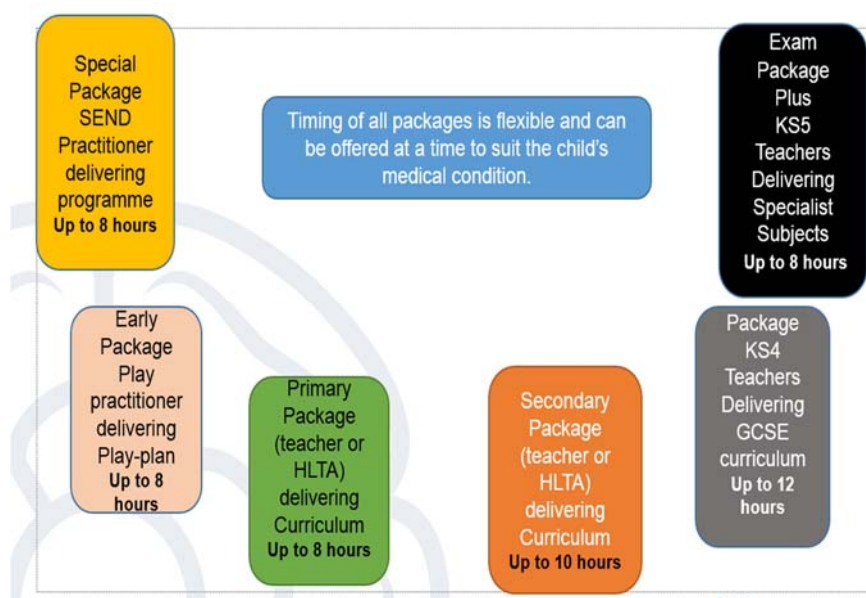 Special
Package
SEND
Practitioner
delivering
programme
Up to 8 hours
Timing of all packages is flexible and can
be offered at a time to suit the child's
medical condition.
Exam
Package
Plus
KS5
Teachers
Delivering
Specialist
Subjects
Up to 8 hours
Early
Package
Play
practitioner
delivering
Play-plan
Up to 8
hours
Primary
Package
(teacher or
HLTA)
delivering
Curriculum
Up to 8 hours
Secondary
Package
(teacher or
HLTA)
delivering
Curriculum
Up to 10 hours
Package
KS4
Teachers
Delivering
GCSE
curriculum
Up to 12
hours